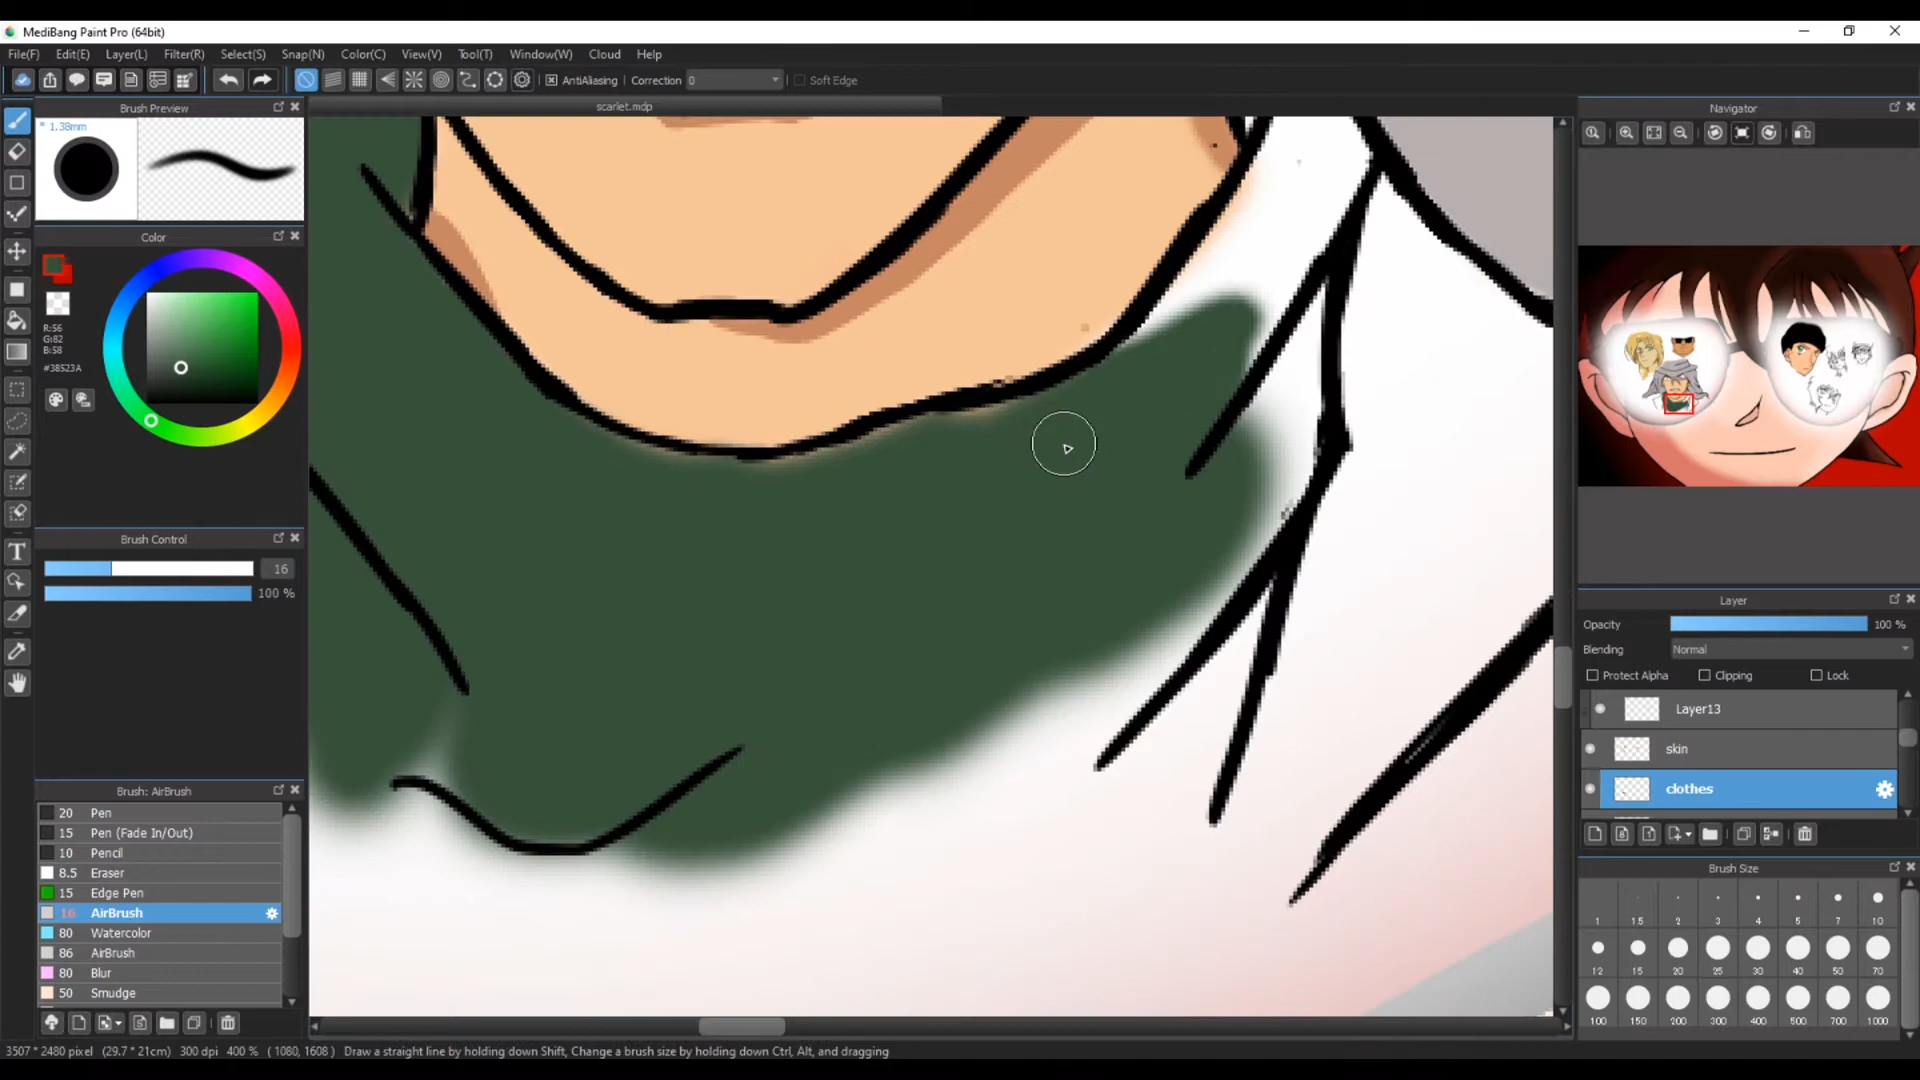 MediBang Paint Pro (64bit)
File(F) Edit(E) Layer(L) Filter(R) Select(S) Snap(N) Color(C) View(V) Tool(T) Window(W) Cloud Help
AntiAliasing Correction 0 Soft Edge
Brush Preview
scarlet.mdp
Navigator
* 1.38mm
Color
R:56
G:82
B:58
#38523A
Brush Control
16
100 %
Layer
Opacity 100 %
Blending Normal
Protect Alpha Clipping Lock
Layer13
skin
clothes
Brush: AirBrush
20 Pen
15 Pen (Fade In/Out)
10 Pencil
8.5 Eraser
15 Edge Pen
16 AirBrush
80 Watercolor
86 AirBrush
80 Blur
50 Smudge
Brush Size
1 1.5 2 3 4 5 7 10
12 15 20 25 30 40 50 70
100 150 200 300 400 500 700 1000
3507 * 2480 pixel (29.7 * 21cm) 300 dpi 400 % ( 1080, 1608 ) Draw a straight line by holding down Shift, Change a brush size by holding down Ctrl, Alt, and dragging